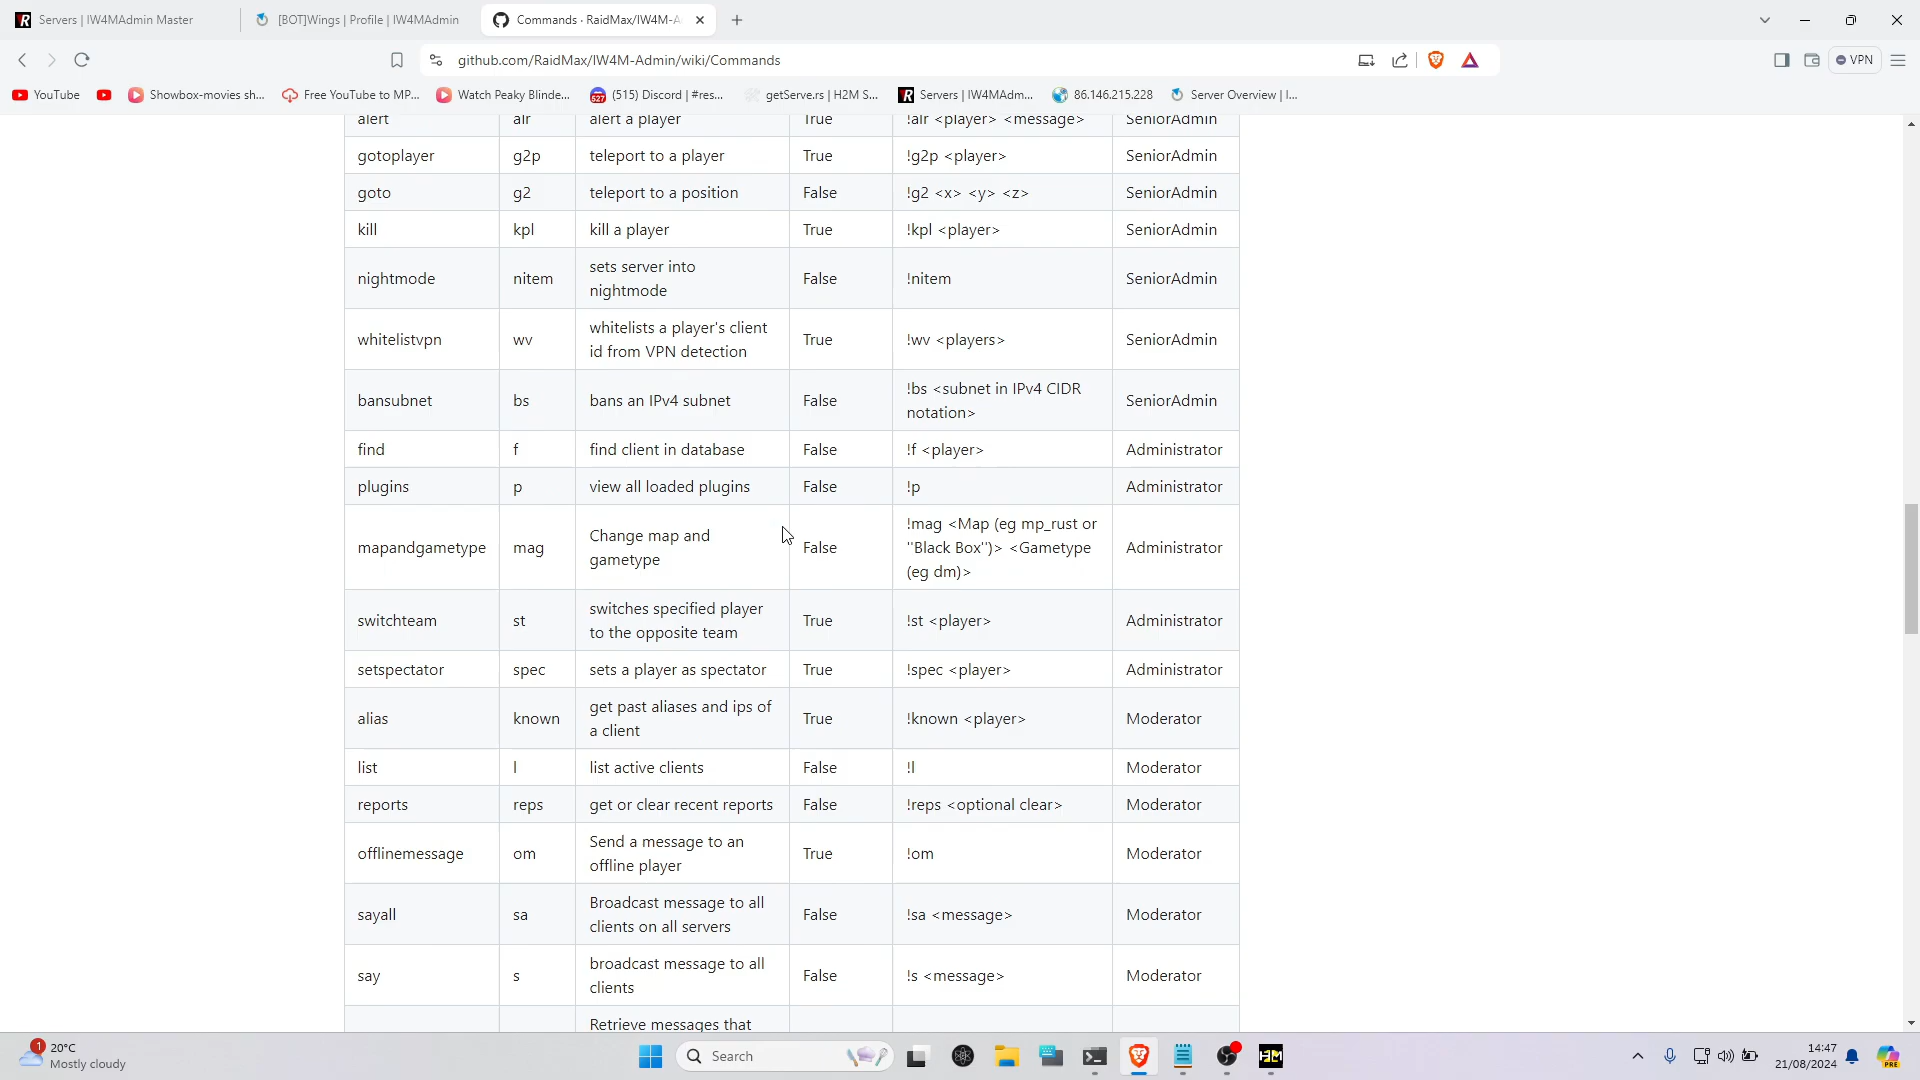 Servers | IW4MAdmin Master
[BOT]Wings | Profile | IW4MAdmin
Commands · RaidMax/IW4M-A
github.com/RaidMax/IW4M-Admin/wiki/Commands
VPN
YouTube
Showbox-movies sh...
Free YouTube to MP...
Watch Peaky Blinde...
(515) Discord | #res...
getServe.rs | H2M S...
Servers | IW4MAdm...
86.146.215.228
Server Overview | I...
alert alr alert a player True !alr <player> <message> SeniorAdmin
gotoplayer g2p teleport to a player True !g2p <player> SeniorAdmin
goto g2 teleport to a position False !g2 <x> <y> <z> SeniorAdmin
kill kpl kill a player True !kpl <player> SeniorAdmin
nightmode nitem sets server into
nightmode False !nitem SeniorAdmin
whitelistvpn wv whitelists a player's client
id from VPN detection True !wv <players> SeniorAdmin
bansubnet bs bans an IPv4 subnet False !bs <subnet in IPv4 CIDR
notation> SeniorAdmin
find f find client in database False !f <player> Administrator
plugins p view all loaded plugins False !p Administrator
mapandgametype mag Change map and
gametype False !mag <Map (eg mp_rust or
"Black Box")> <Gametype
(eg dm)> Administrator
switchteam st switches specified player
to the opposite team True !st <player> Administrator
setspectator spec sets a player as spectator True !spec <player> Administrator
alias known get past aliases and ips of
a client True !known <player> Moderator
list l list active clients False !l Moderator
reports reps get or clear recent reports False !reps <optional clear> Moderator
offlinemessage om Send a message to an
offline player True !om Moderator
sayall sa Broadcast message to all
clients on all servers False !sa <message> Moderator
say s broadcast message to all
clients False !s <message> Moderator
Retrieve messages that
1
20°C
Mostly cloudy
Search
H2M
14:47
21/08/2024
PRE